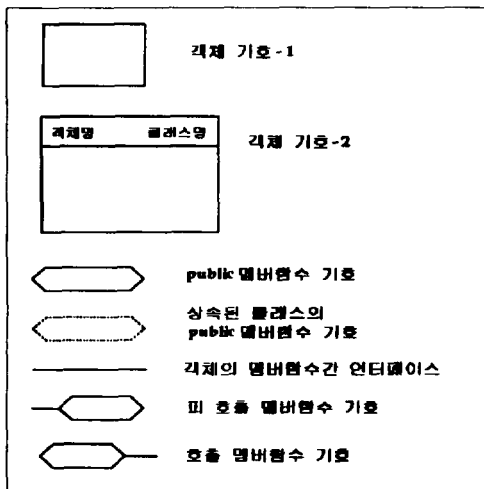 객체 기호-1
객체명 클래스명
객체 기호-2
public 멤버함수 기호
상속된 클래스의
public 멤버함수 기호
객체의 멤버함수간 인터페이스
피 호출 멤버함수 기호
호출 멤버함수 기호